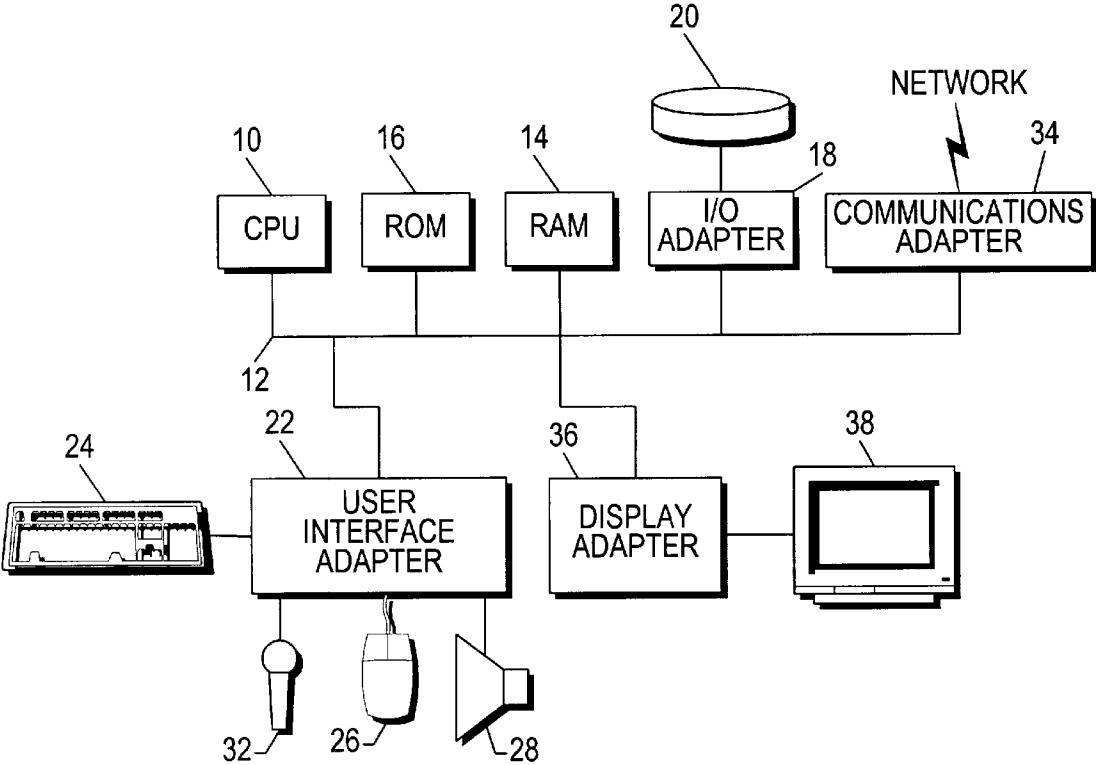 20
NETWORK
10
16
14
18
34
CPU
ROM
RAM
I/O
ADAPTER
COMMUNICATIONS
ADAPTER
12
24
22
36
38
USER
INTERFACE
ADAPTER
DISPLAY
ADAPTER
32
26
28